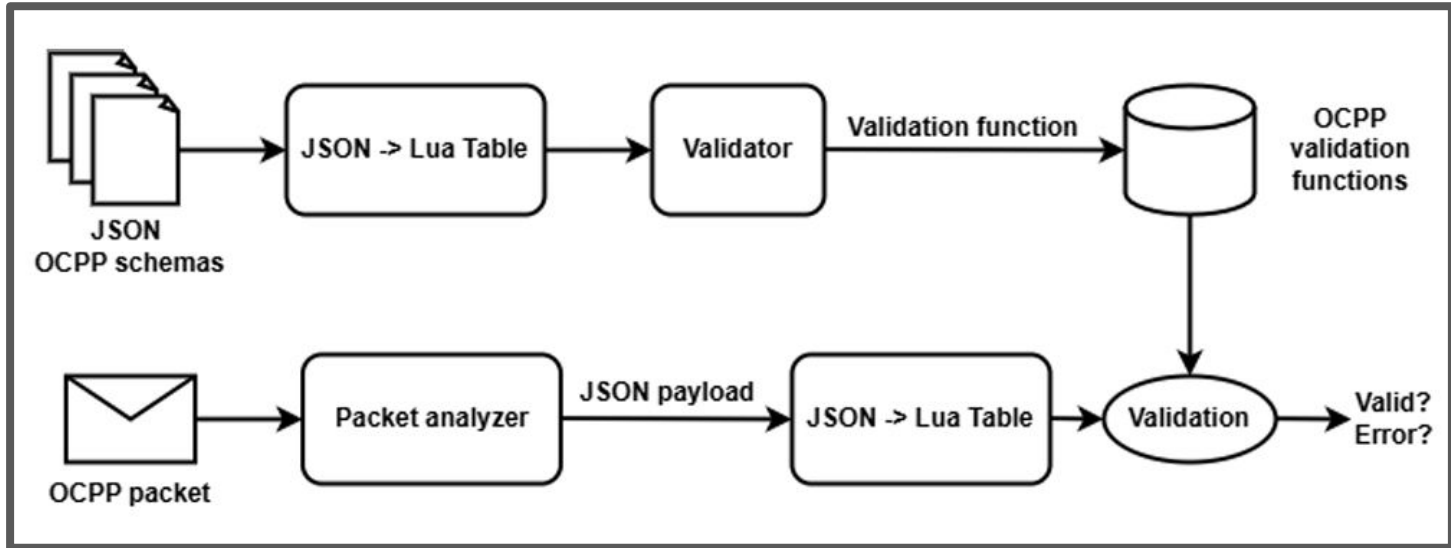 JSON
OCPP schemas
JSON -> Lua Table
Validator
Validation function
OCPP
validation
functions
OCPP packet
Packet analyzer
JSON payload
JSON -> Lua Table
Validation
Valid?
Error?